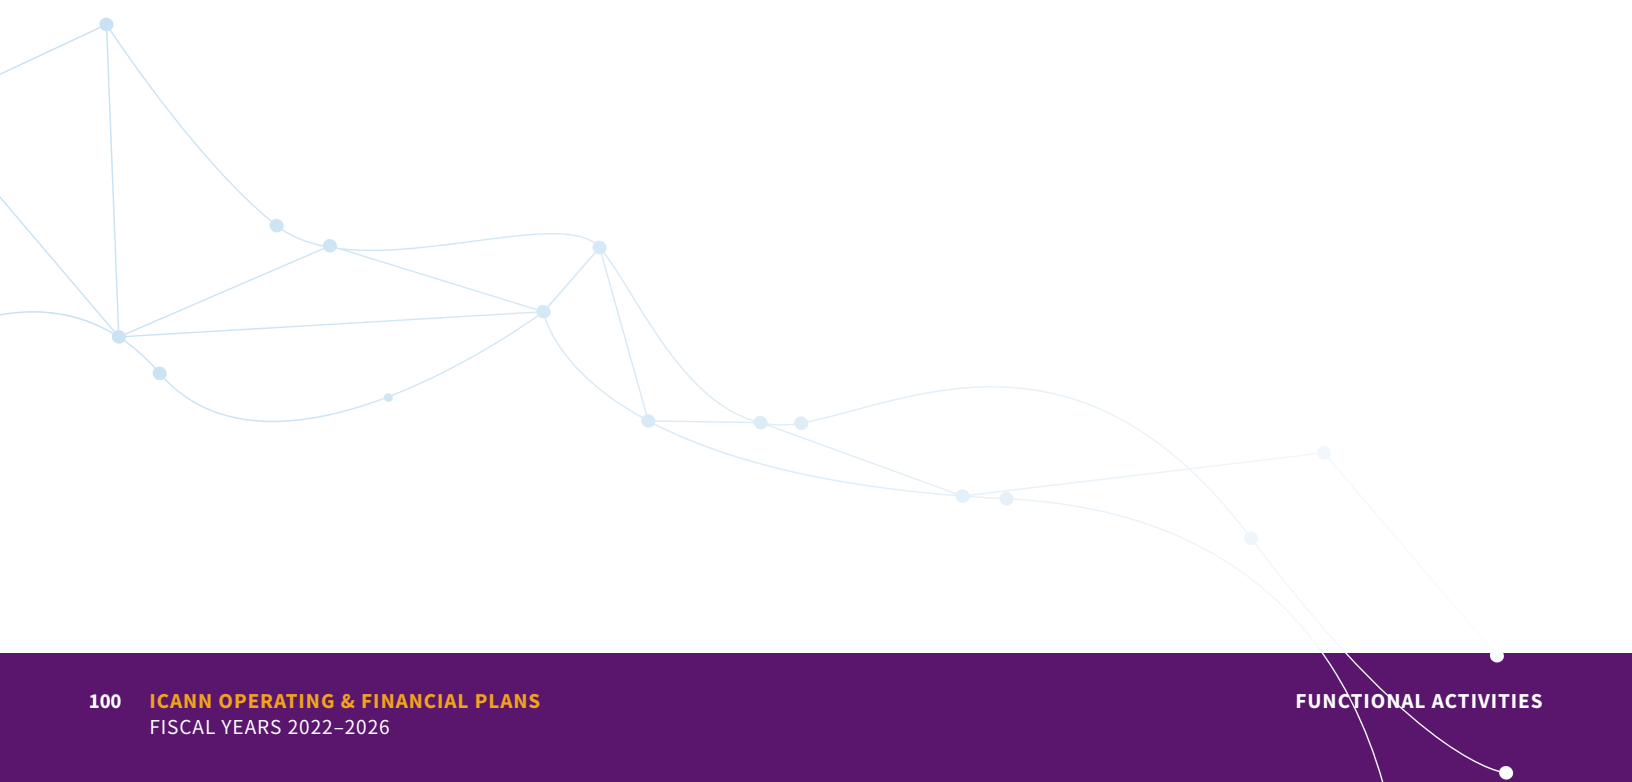 100 ICANN OPERATING & FINANCIAL PLANS
FISCAL YEARS 2022–2026
FUNCTIONAL ACTIVITIES